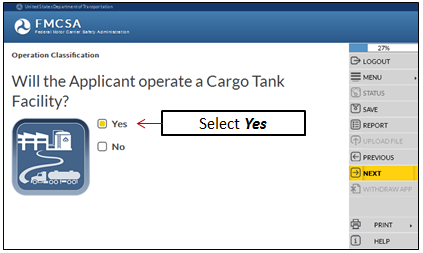 United States Department of Transportation
FMCSA
Federal Motor Carrier Safety Administration
Operation Classification
Will the Applicant operate a Cargo Tank
Facility?
Yes
Select Yes
No
27%
LOGOUT
MENU
STATUS
SAVE
REPORT
UPLOAD FILE
PREVIOUS
NEXT
WITHDRAW APP
PRINT
HELP